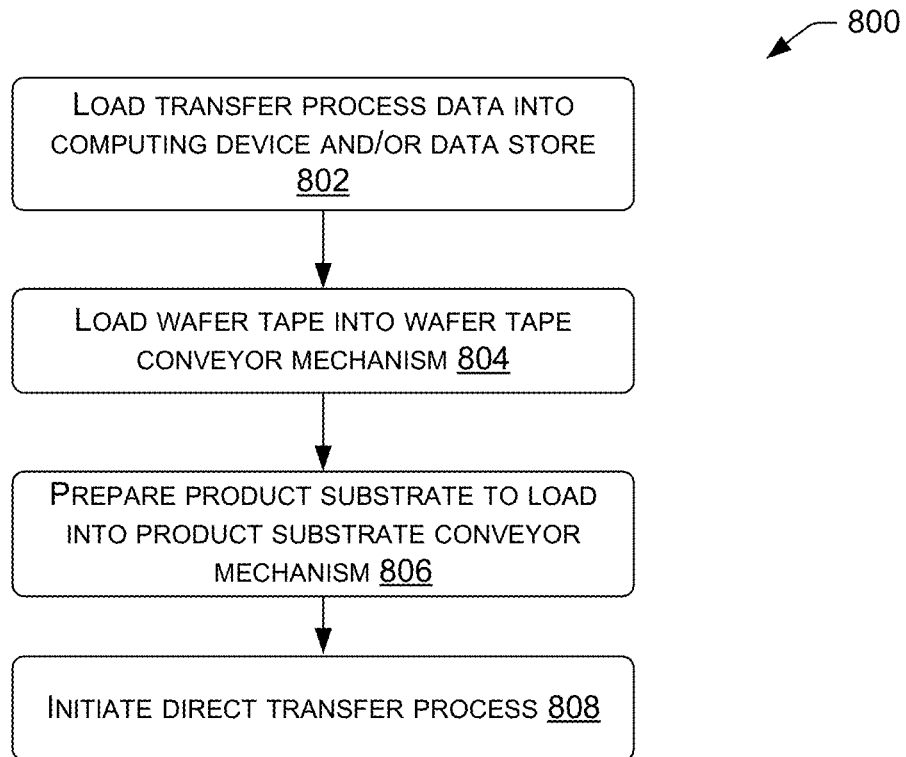 800
LOAD TRANSFER PROCESS DATA INTO
COMPUTING DEVICE AND/OR DATA STORE
802
LOAD WAFER TAPE INTO WAFER TAPE
CONVEYOR MECHANISM 804
PREPARE PRODUCT SUBSTRATE TO LOAD
INTO PRODUCT SUBSTRATE CONVEYOR
MECHANISM 806
INITIATE DIRECT TRANSFER PROCESS 808